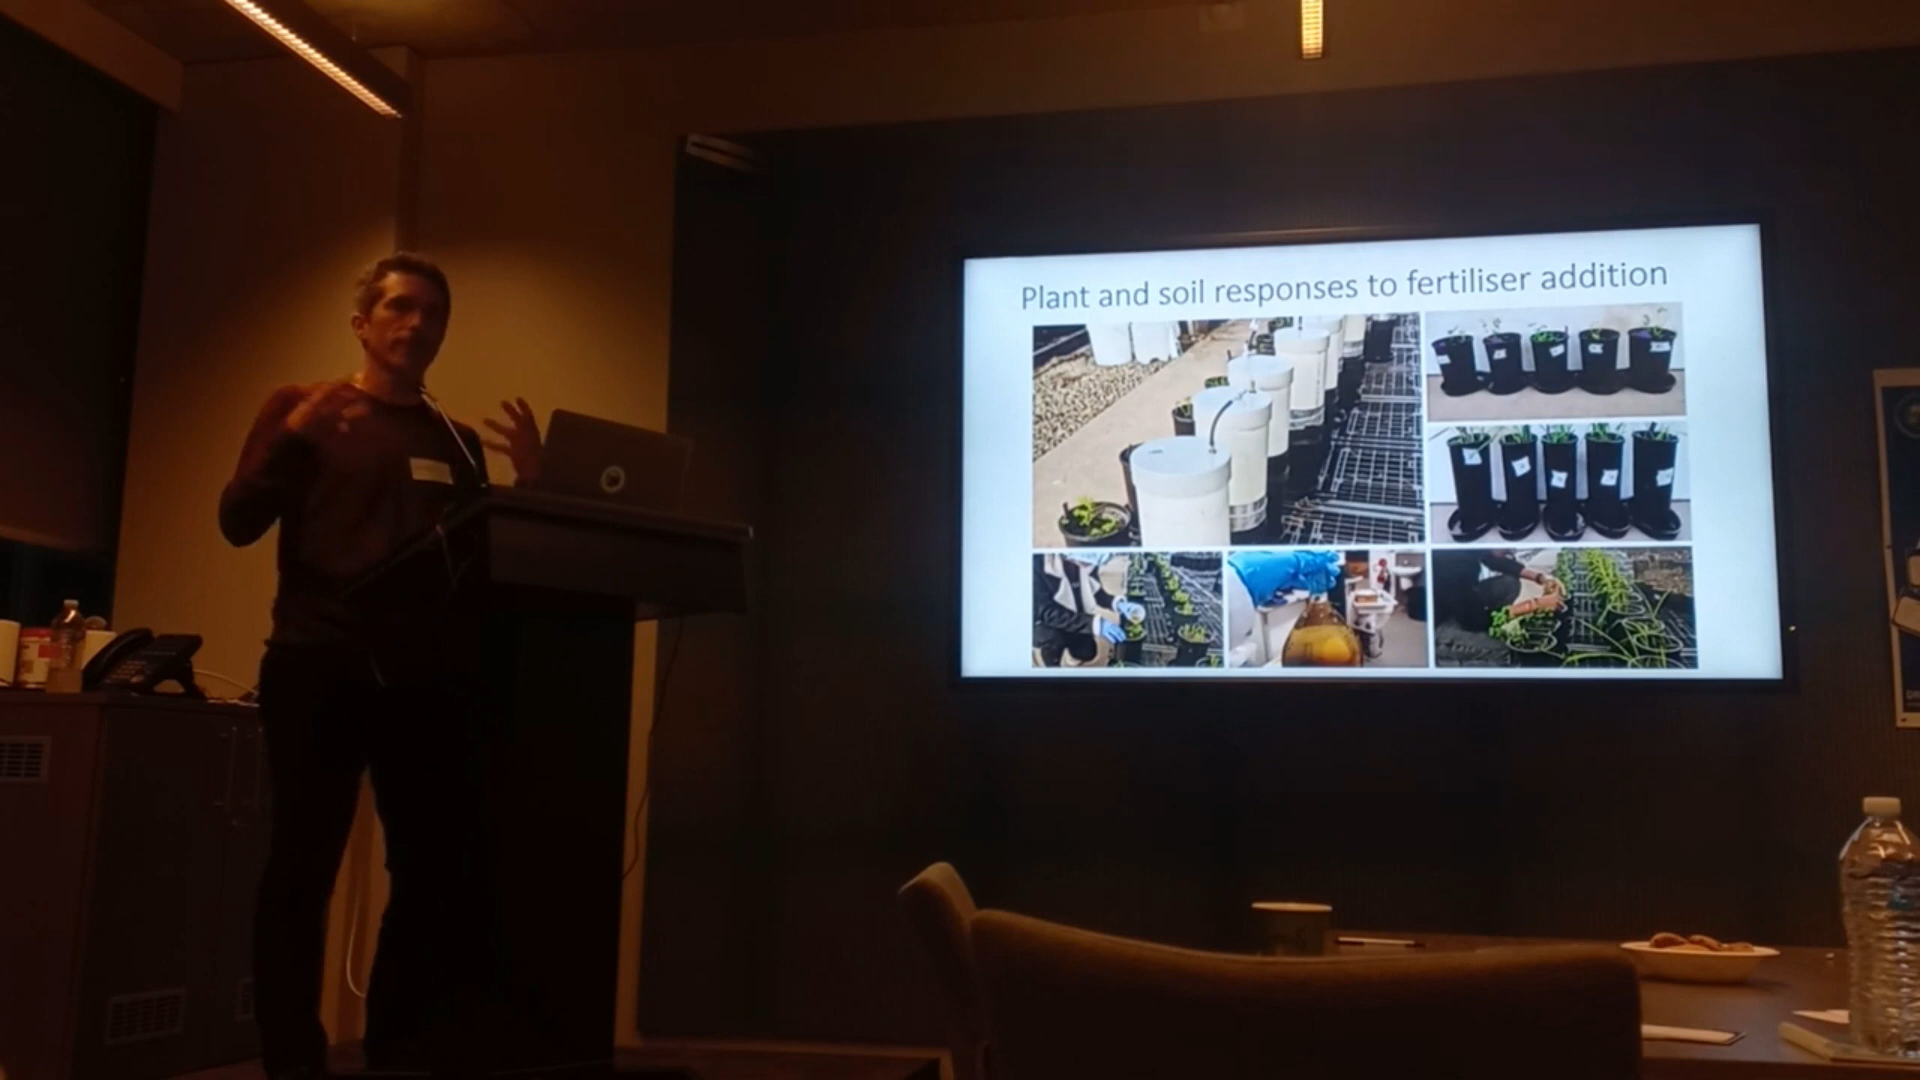 Plant and soil responses to fertiliser addition